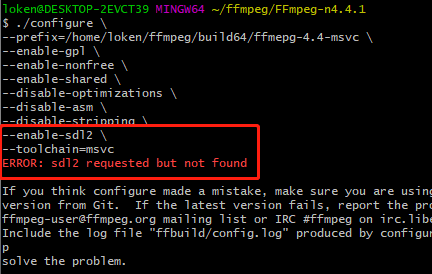 loken@DESKTOP-2EVCT39 MINGW64 ~/ffmpeg/FFmpeg-n4.4.1
$ ./configure \
--prefix=/home/loken/ffmpeg/build64/ffmepg-4.4-msvc \
--enable-gpl \
--enable-nonfree \
--enable-shared \
--disable-optimizations \
--disable-asm \
--disable-stripping \
--enable-sdl2 \
--toolchain=msvc
ERROR: sdl2 requested but not found
If you think configure made a mistake, make sure you are using
version from Git.  If the latest version fails, report the pro
ffmpeg-user@ffmpeg.org mailing list or IRC #ffmpeg on irc.libe
Include the log file "ffbuild/config.log" produced by configur
p
solve the problem.